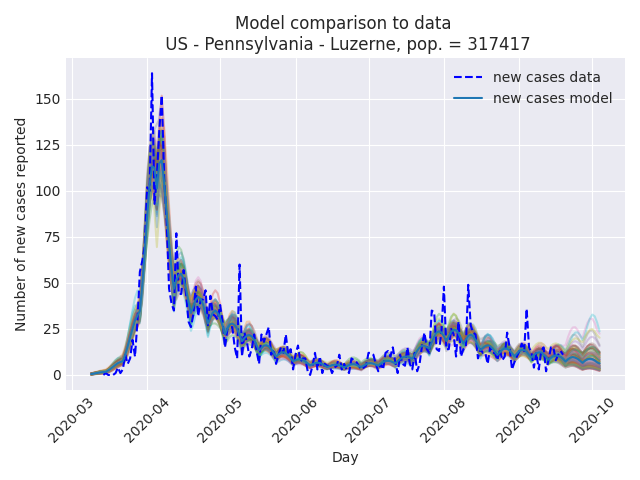 Model comparison to data
US - Pennsylvania - Luzerne, pop. = 317417
new cases data
new cases model
Number of new cases reported
150
125
100
75
50
25
0
2020-03
2020-04
2020-05
2020-06
2020-07
2020-08
2020-09
2020-10
Day